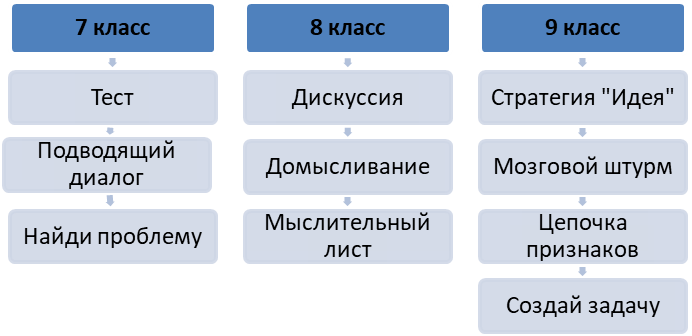 7 класс
Тест
Подводящий
диалог
Найди проблему
8 класс
Дискуссия
Домысливание
Мыслительный
лист
9 класс
Стратегия "Идея"
Мозговой штурм
Цепочка
признаков
Создай задачу